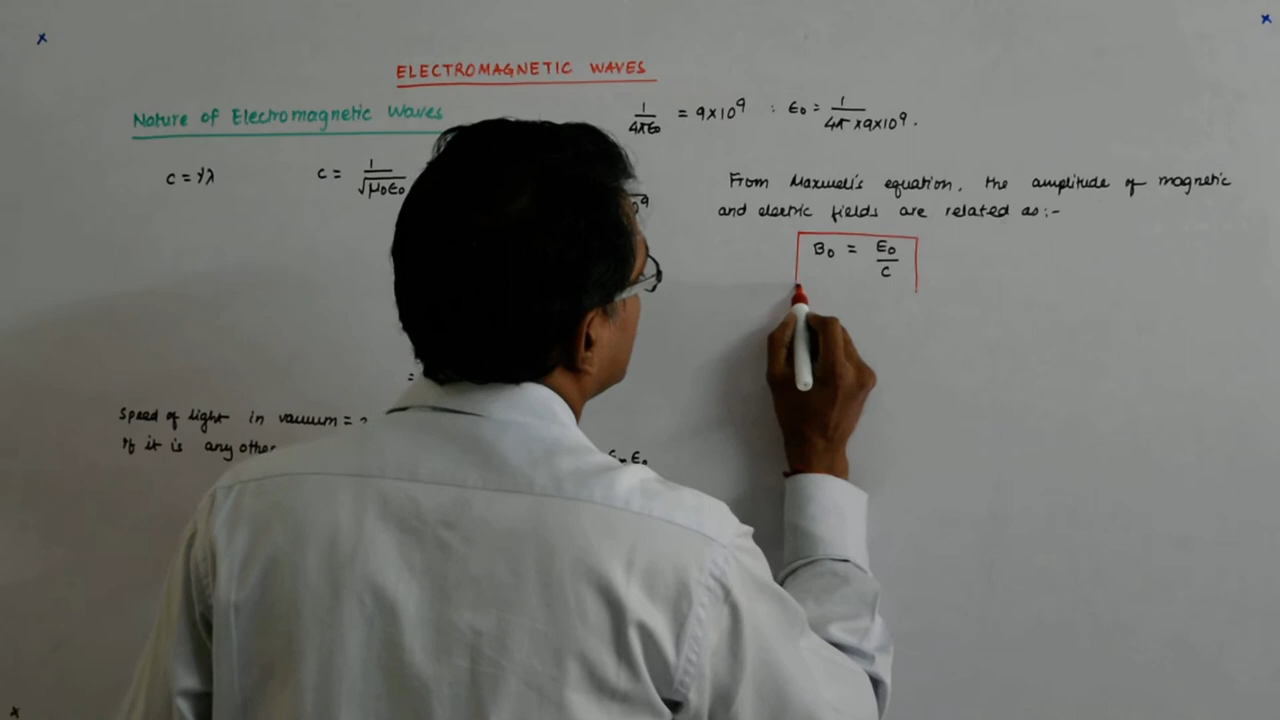 ELECTROMAGNETIC WAVES
Nature of Electromagnetic Waves
c = νλ
c = 1/√μ0ε0
Speed of light in vacuum =
If it is any other
1/4πε0 = 9×10⁹ : ε0 = 1/4π×9×10⁹.
From Maxwell's equation, the amplitude of magnetic
and electric fields are related as:-
B0 = E0/c